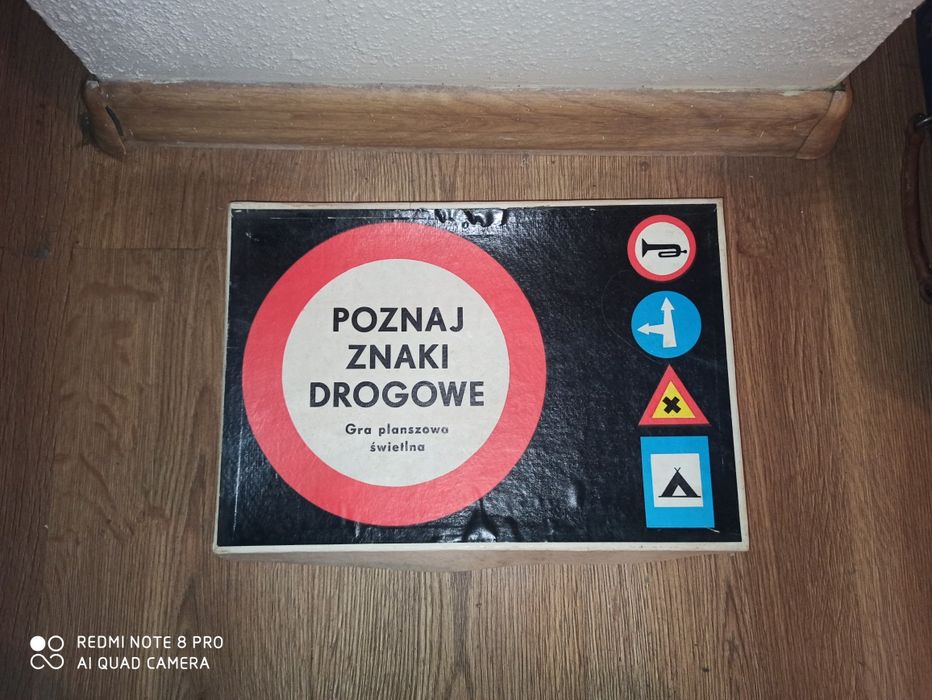 POZNAJ
ZNAKI
DROGOWE
Gra planszowa
świetlna
REDMI NOTE 8 PRO
AI QUAD CAMERA